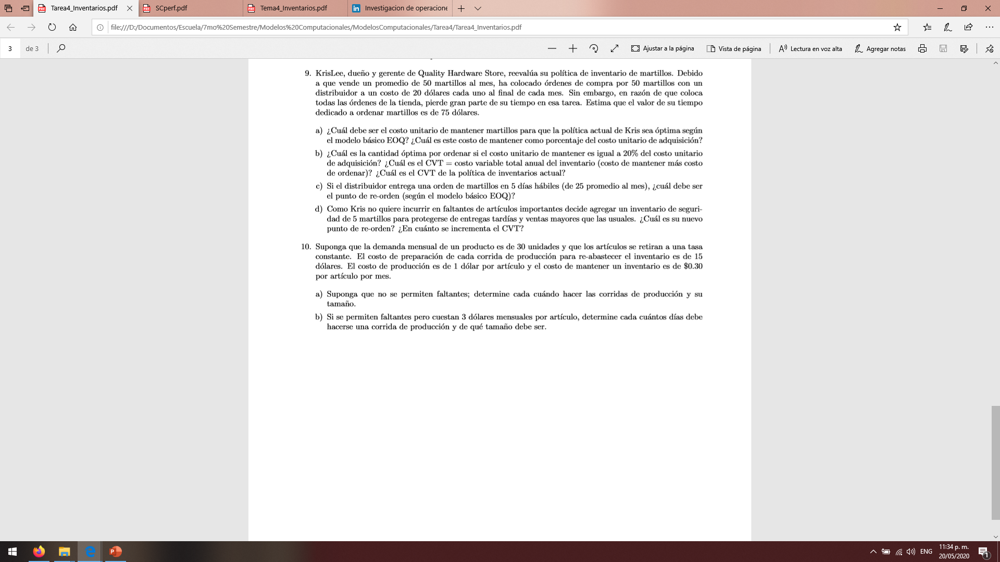 Tarea4_Inventarios.pdf
SCperf.pdf
Tema4_Inventarios.pdf
Investigacion de operacione
file:///D:/Documentos/Escuela/7mo%20Semestre/Modelos%20Computacionales/ModelosComputacionales/Tarea4/Tarea4_Inventarios.pdf
3 de 3
Ajustar a la página
Vista de página
Lectura en voz alta
Agregar notas
9. KrisLee, dueño y gerente de Quality Hardware Store, reevalúa su política de inventario de martillos. Debido
a que vende un promedio de 50 martillos al mes, ha colocado órdenes de compra por 50 martillos con un
distribuidor a un costo de 20 dólares cada uno al final de cada mes. Sin embargo, en razón de que coloca
todas las órdenes de la tienda, pierde gran parte de su tiempo en esa tarea. Estima que el valor de su tiempo
dedicado a ordenar martillos es de 75 dólares.
a) ¿Cuál debe ser el costo unitario de mantener martillos para que la política actual de Kris sea óptima según
el modelo básico EOQ? ¿Cuál es este costo de mantener como porcentaje del costo unitario de adquisición?
b) ¿Cuál es la cantidad óptima por ordenar si el costo unitario de mantener es igual a 20% del costo unitario
de adquisición? ¿Cuál es el CVT = costo variable total anual del inventario (costo de mantener más costo
de ordenar)? ¿Cuál es el CVT de la política de inventarios actual?
c) Si el distribuidor entrega una orden de martillos en 5 días hábiles (de 25 promedio al mes), ¿cuál debe ser
el punto de re-orden (según el modelo básico EOQ)?
d) Como Kris no quiere incurrir en faltantes de artículos importantes decide agregar un inventario de seguri-
dad de 5 martillos para protegerse de entregas tardías y ventas mayores que las usuales. ¿Cuál es su nuevo
punto de re-orden? ¿En cuánto se incrementa el CVT?
10. Suponga que la demanda mensual de un producto es de 30 unidades y que los artículos se retiran a una tasa
constante. El costo de preparación de cada corrida de producción para re-abastecer el inventario es de 15
dólares. El costo de producción es de 1 dólar por artículo y el costo de mantener un inventario es de $0.30
por artículo por mes.
a) Suponga que no se permiten faltantes; determine cada cuándo hacer las corridas de producción y su
tamaño.
b) Si se permiten faltantes pero cuestan 3 dólares mensuales por artículo, determine cada cuántos días debe
hacerse una corrida de producción y de qué tamaño debe ser.
ENG
11:34 p. m.
20/05/2020
1